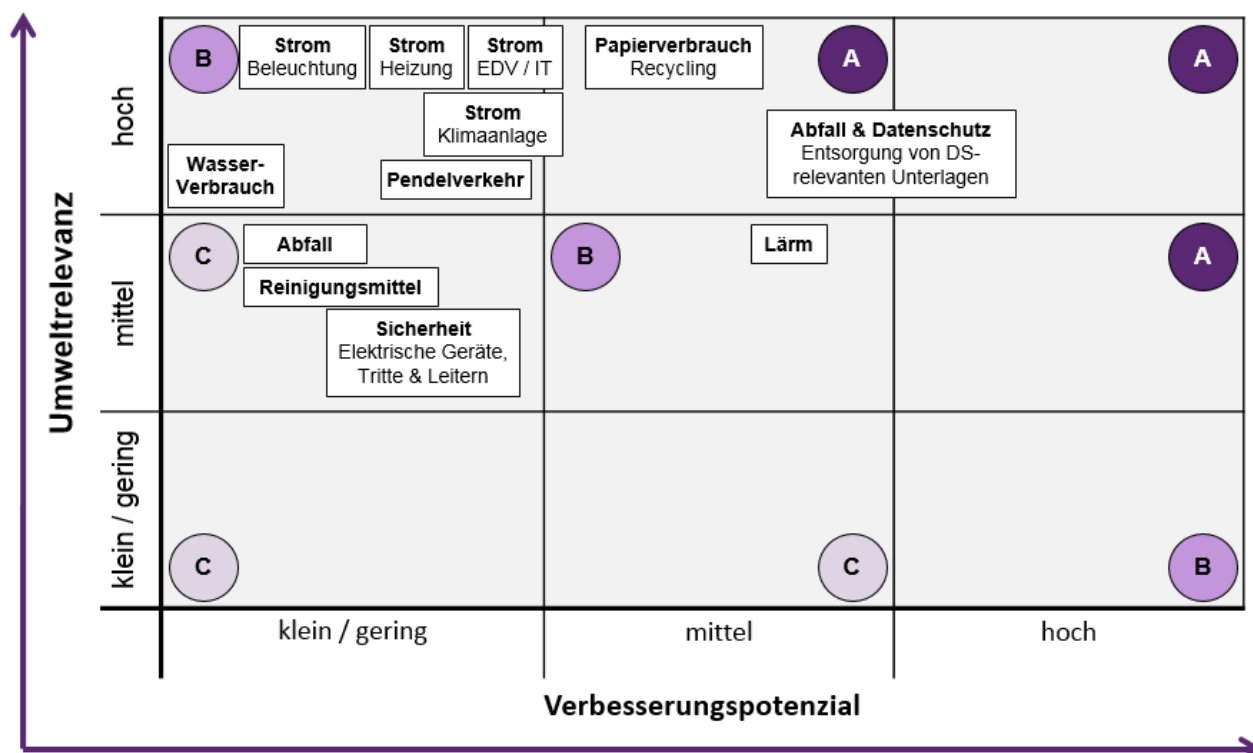 Umweltrelevanz
hoch
B
Strom
Beleuchtung
Strom
Heizung
Strom
EDV / IT
Strom
Klimaanlage
Wasser-
Verbrauch
Pendelverkehr
Papierverbrauch
Recycling
A
Abfall & Datenschutz
Entsorgung von DS-
relevanten Unterlagen
A
mittel
C
Abfall
Reinigungsmittel
Sicherheit
Elektrische Geräte,
Tritte & Leitern
B
Lärm
A
klein / gering
C
C
B
klein / gering
mittel
hoch
Verbesserungspotenzial